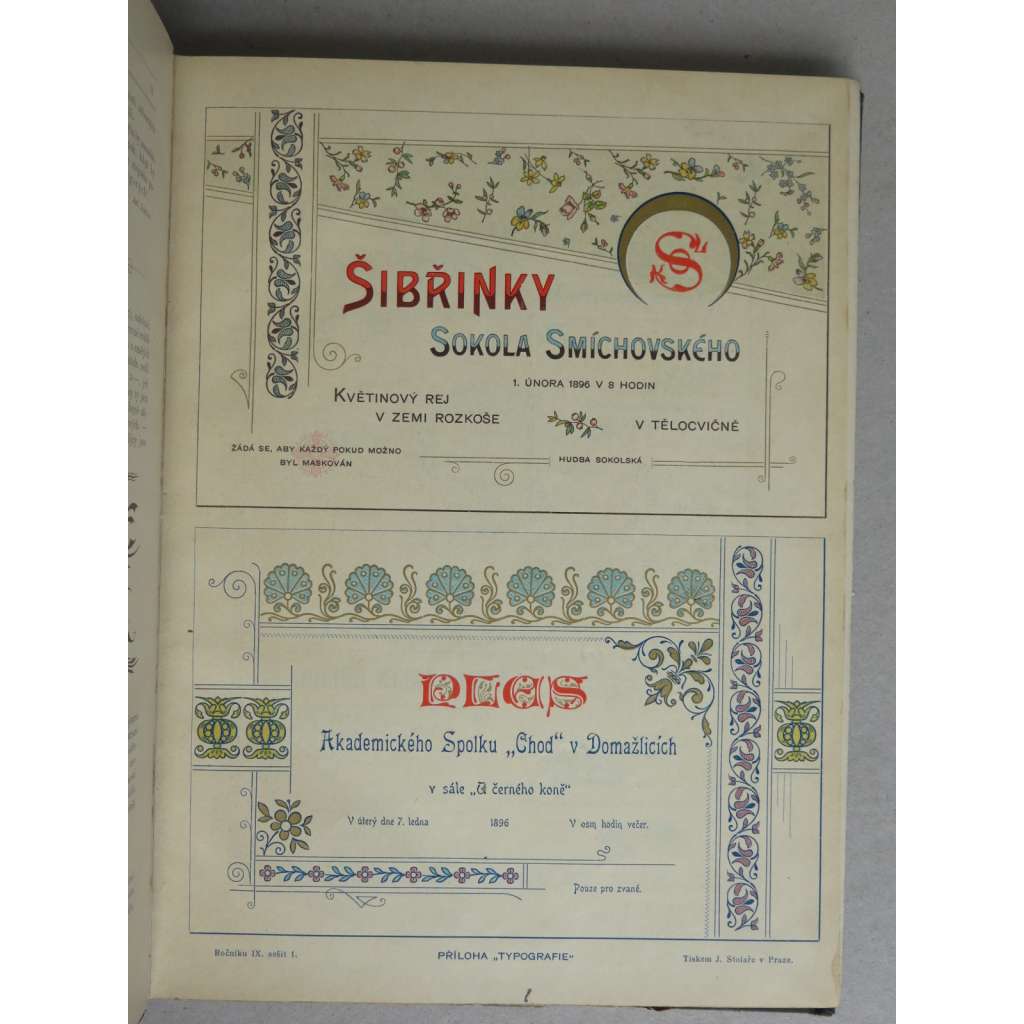 SKL
ŠIBŘINKY
SOKOLA SMÍCHOVSKÉHO
1. ÚNORA 1896 V 8 HODIN
KVĚTINOVÝ REJ
V ZEMI ROZKOŠE
V TĚLOCVIČNĚ
ŽÁDÁ SE, ABY KAŽDÝ POKUD MOŽNO
BYL MASKOVÁN
HUDBA SOKOLSKÁ
PLES
Akademického Spolku „Chod“ v Domažlicích
v sále „U černého koně“
V úterý dne 7. ledna 1896 V osm hodin večer.
Pouze pro zvané.
Ročníku IX. sešit 1. PŘÍLOHA „TYPOGRAFIE“ Tiskem J. Stolaře v Praze.